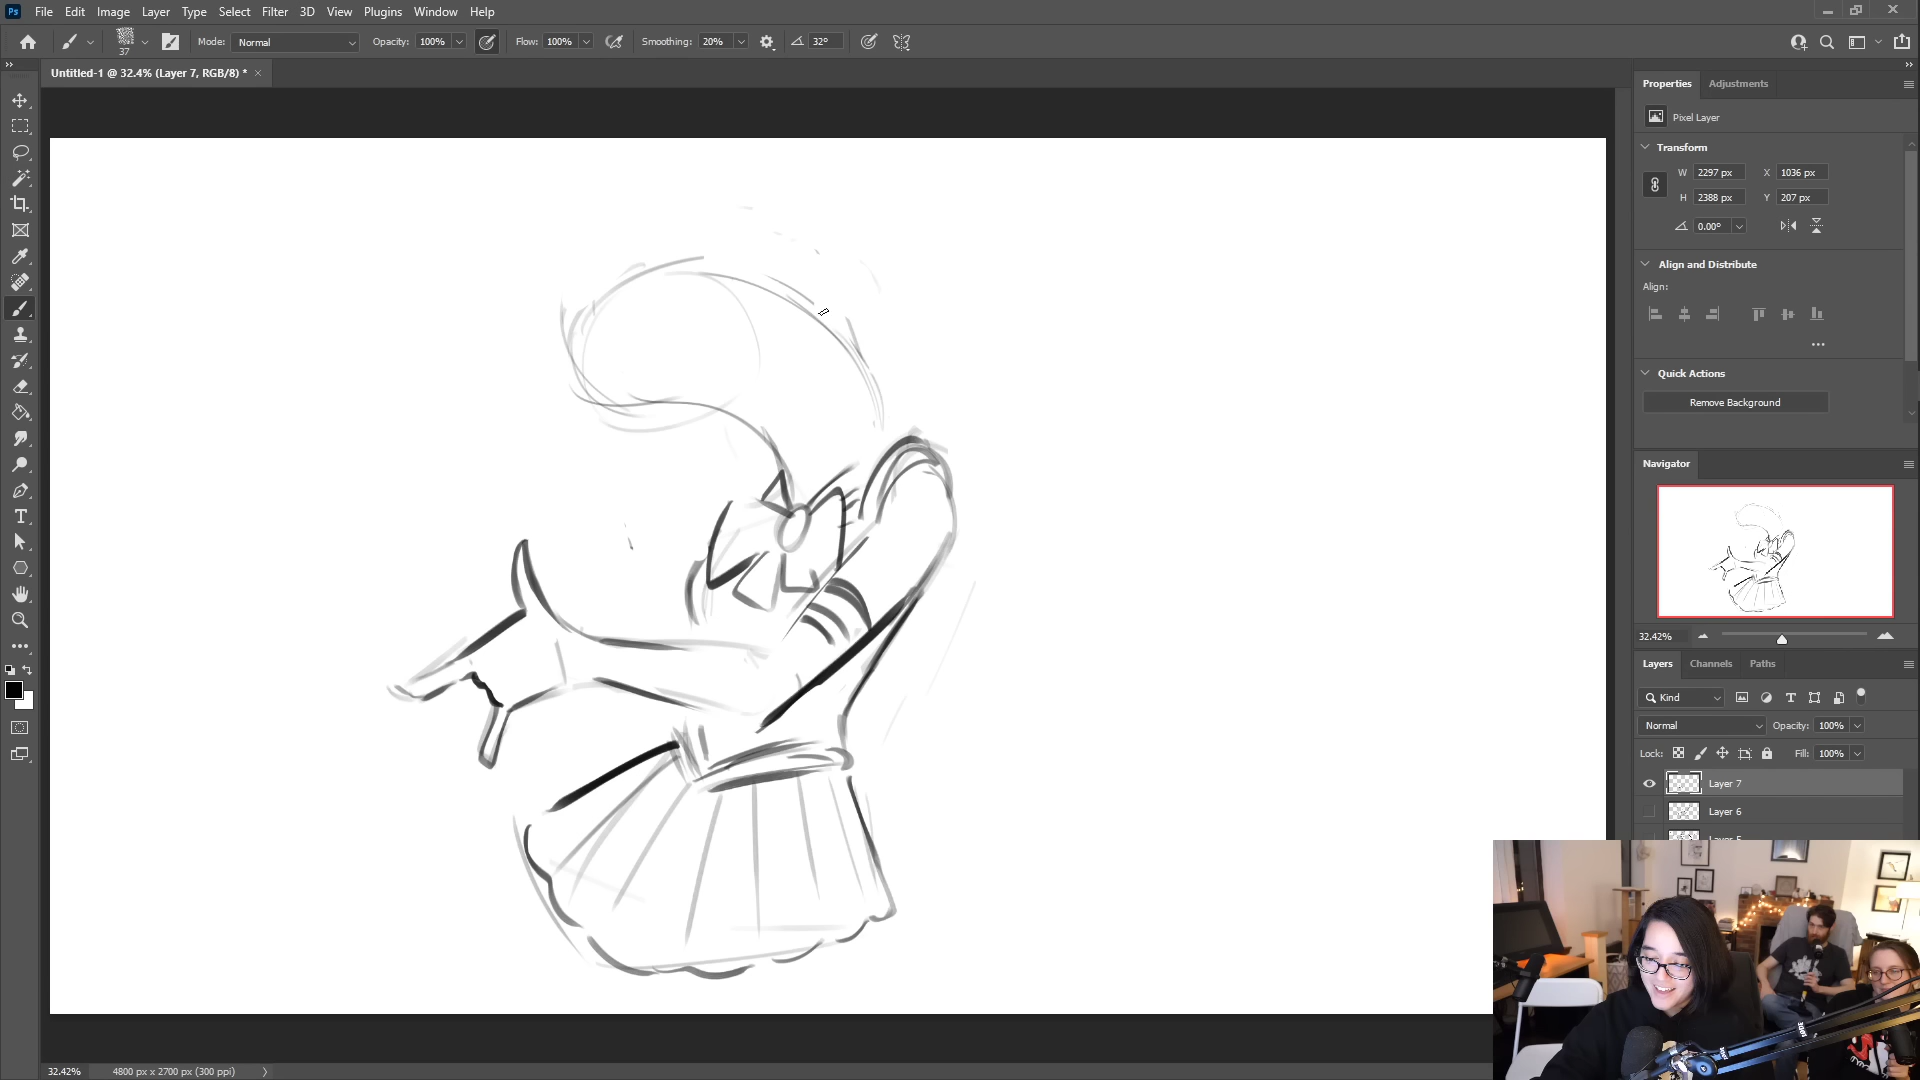 Ps File Edit Image Layer Type Select Filter 3D View Plugins Window Help
37 Mode: Normal Opacity: 100% Flow: 100% Smoothing: 20% 32°
Untitled-1 @ 32.4% (Layer 7, RGB/8) * ×
Properties Adjustments
Pixel Layer
Transform
W 2297 px X 1036 px
H 2388 px Y 207 px
0.00°
Align and Distribute
Align:
Quick Actions
Remove Background
Navigator
32.42%
Layers Channels Paths
Kind
Normal Opacity: 100%
Lock: Fill: 100%
Layer 7
Layer 6
Layer 5
32.42% 4800 px x 2700 px (300 ppi)